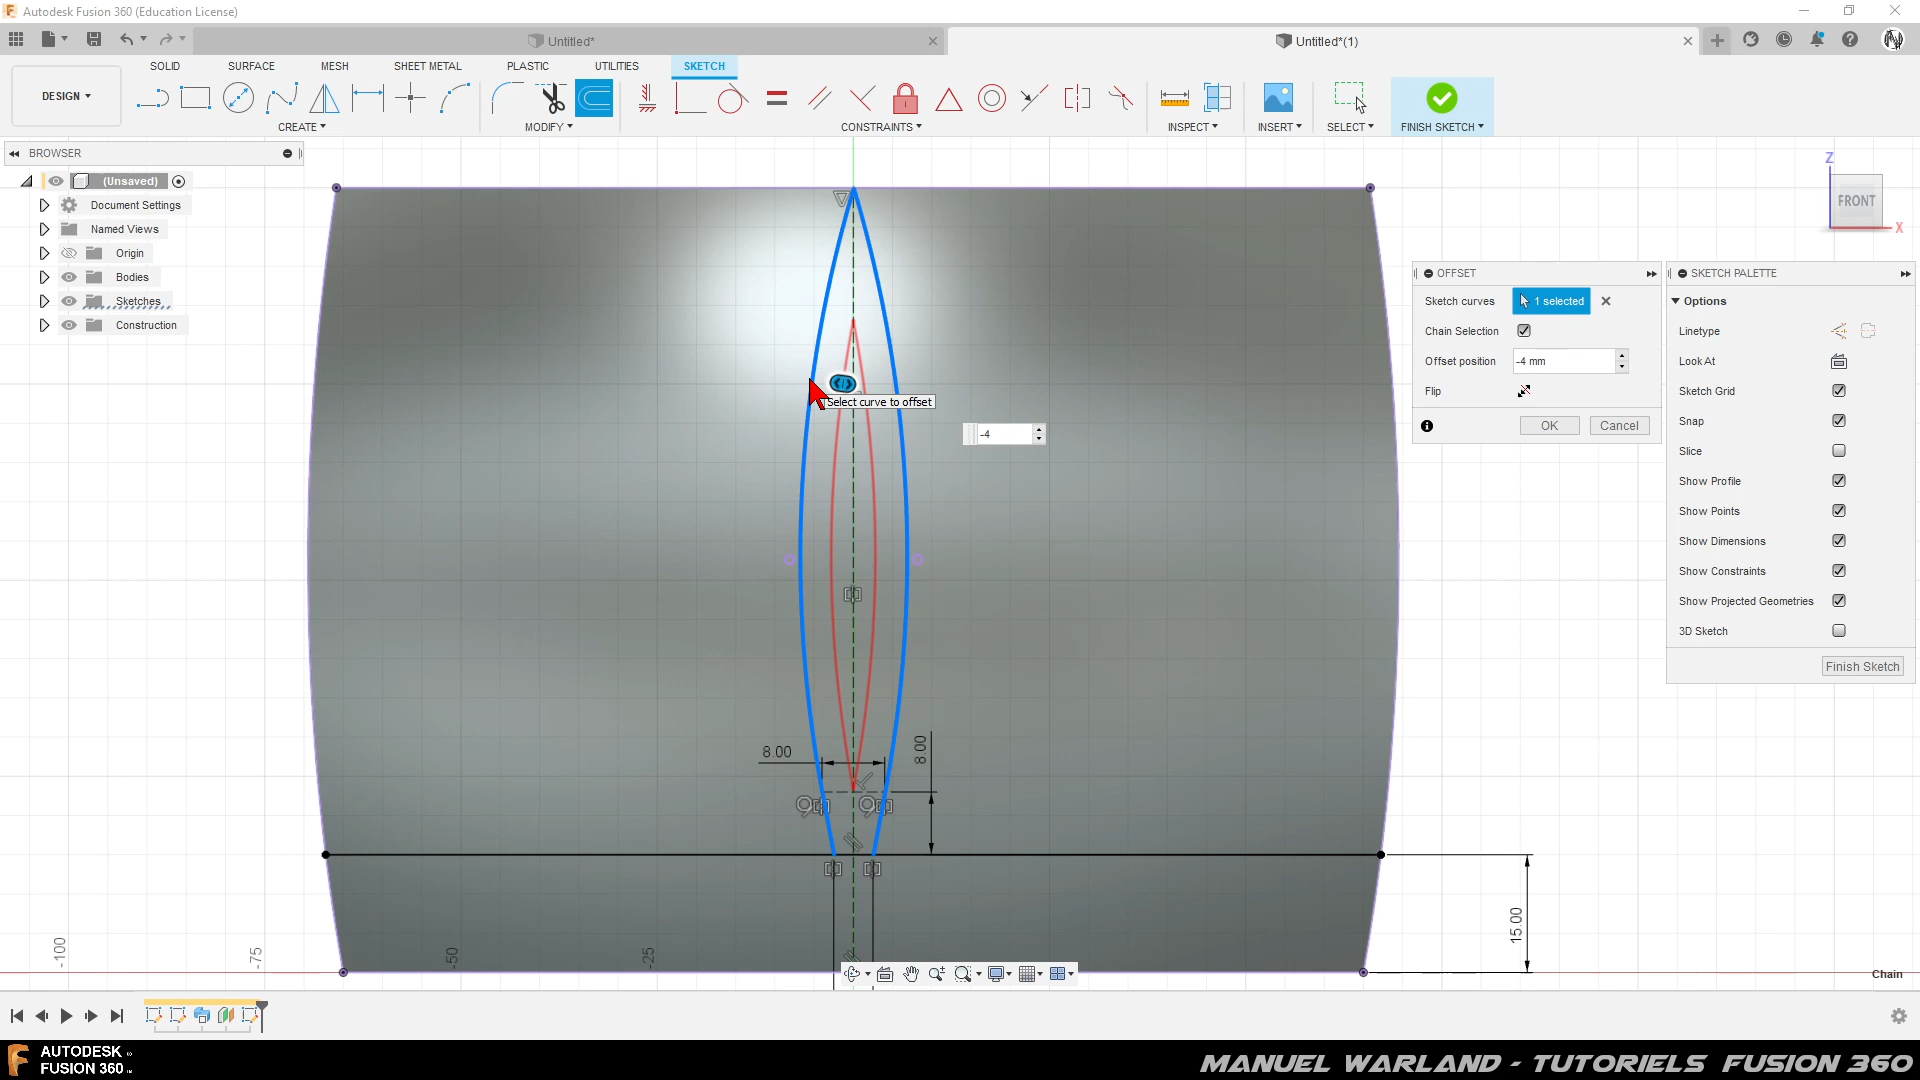 Autodesk Fusion 360 (Education License)
Untitled*
Untitled*(1)
SOLID SURFACE MESH SHEET METAL PLASTIC UTILITIES SKETCH
DESIGN
CREATE MODIFY CONSTRAINTS INSPECT INSERT SELECT FINISH SKETCH
BROWSER
(Unsaved)
Document Settings
Named Views
Origin
Bodies
Sketches
Construction
Z
FRONT
X
OFFSET
Sketch curves 1 selected
Chain Selection
Offset position -4 mm
Flip
OK Cancel
SKETCH PALETTE
Options
Linetype
Look At
Sketch Grid
Snap
Slice
Show Profile
Show Points
Show Dimensions
Show Constraints
Show Projected Geometries
3D Sketch
Finish Sketch
Select curve to offset
-4
8.00
8.00
15.00
-100
-75
-50
-25
Chain
AUTODESK
FUSION 360
MANUEL WARLAND - TUTORIELS FUSION 360